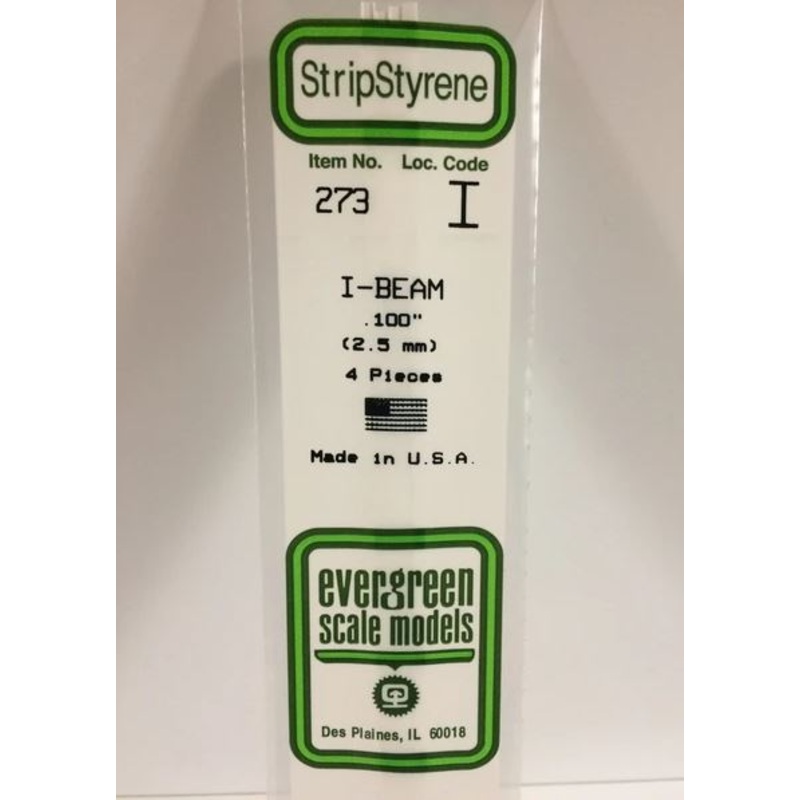 StripStyrene
Item No. Loc. Code
273 I
I-BEAM
.100"
(2.5 mm)
4 Pieces
Made in U.S.A.
evergreen
scale models
Des Plaines, IL 60018